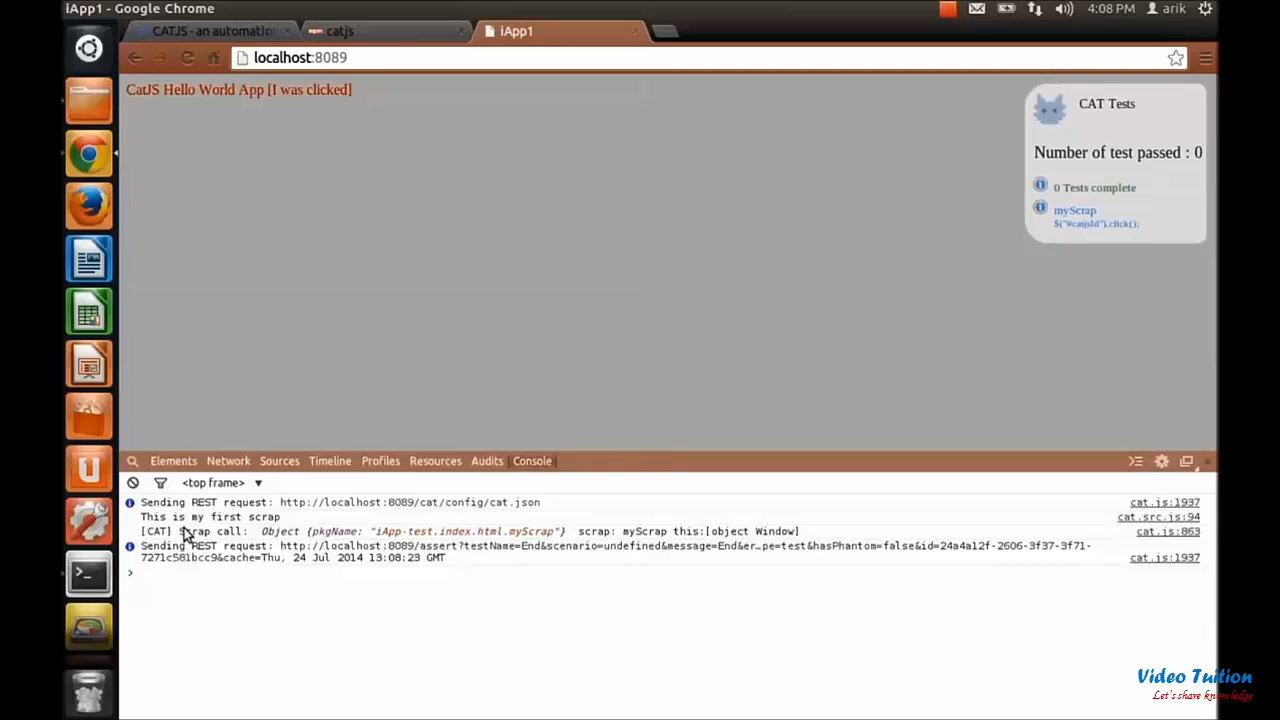 iApp1 - Google Chrome
4:08 PM
arik
CATJS - an automation
catjs
iApp1
localhost:8089
CatJS Hello World App [I was clicked]
CAT Tests
Number of test passed : 0
0 Tests complete
myScrap
$("#catjsId").click();
Elements Network Sources Timeline Profiles Resources Audits Console
<top frame>
Sending REST request: http://localhost:8089/cat/config/cat.json cat.js:1937
This is my first scrap cat.src.js:94
[CAT] scrap call: Object {pkgName: "iApp-test.index.html.myScrap"} scrap: myScrap this:[object Window] cat.js:863
Sending REST request: http://localhost:8089/assert?testName=End&scenario=undefined&message=End&er…pe=test&hasPhantom=false&id=24a4a12f-2606-3f37-3f71-
7271c581bcc9&cache=Thu, 24 Jul 2014 13:08:23 GMT cat.js:1937
>
Video Tuition
Let's share knowledge